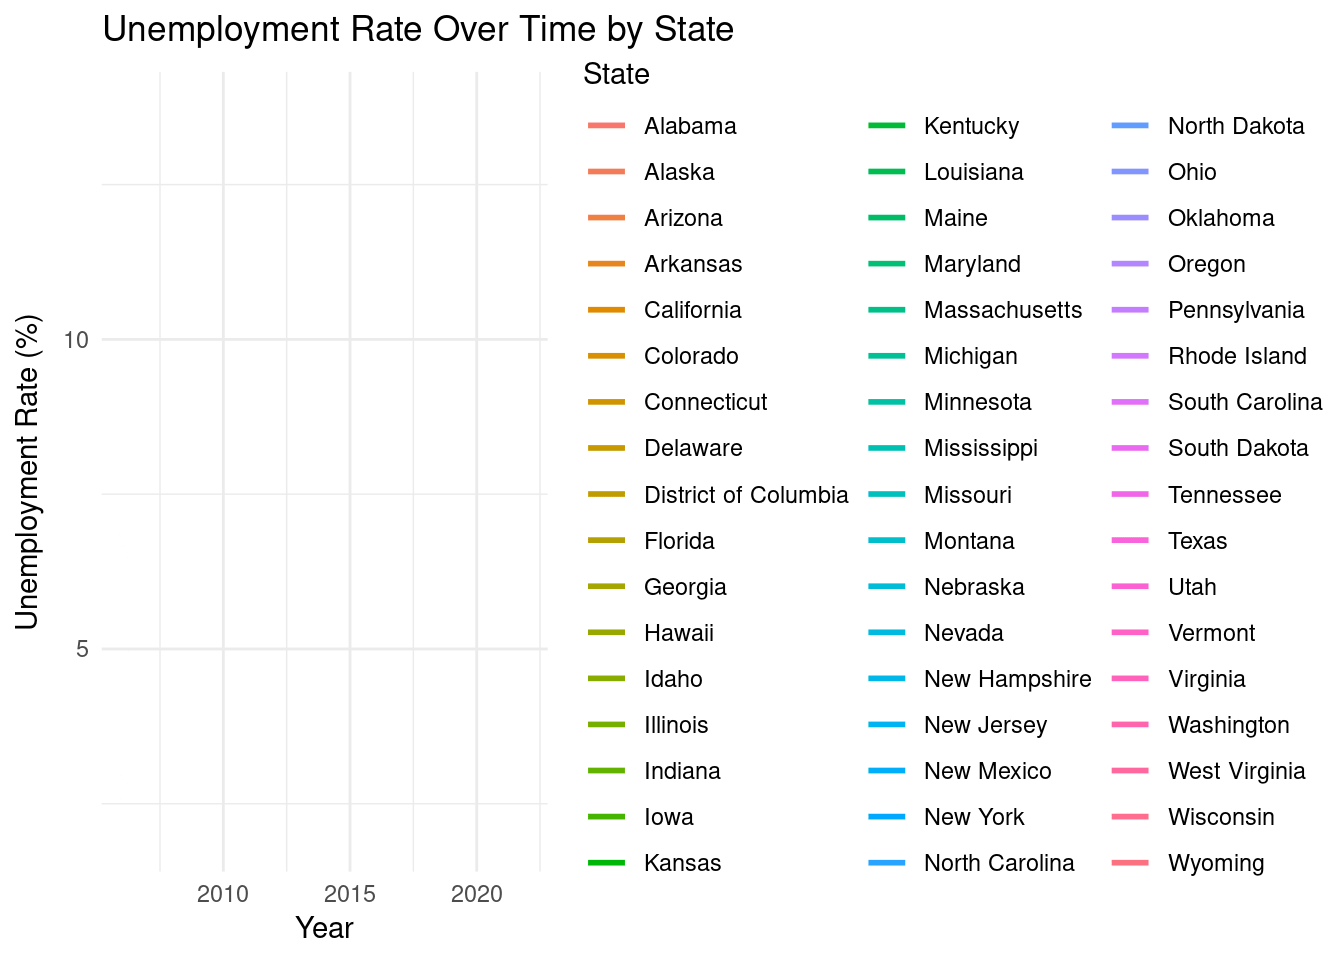 Unemployment Rate Over Time by State
Unemployment Rate (%)
10
5
2010
2015
2020
Year
State
Alabama
Alaska
Arizona
Arkansas
California
Colorado
Connecticut
Delaware
District of Columbia
Florida
Georgia
Hawaii
Idaho
Illinois
Indiana
Iowa
Kansas
Kentucky
Louisiana
Maine
Maryland
Massachusetts
Michigan
Minnesota
Mississippi
Missouri
Montana
Nebraska
Nevada
New Hampshire
New Jersey
New Mexico
New York
North Carolina
North Dakota
Ohio
Oklahoma
Oregon
Pennsylvania
Rhode Island
South Carolina
South Dakota
Tennessee
Texas
Utah
Vermont
Virginia
Washington
West Virginia
Wisconsin
Wyoming